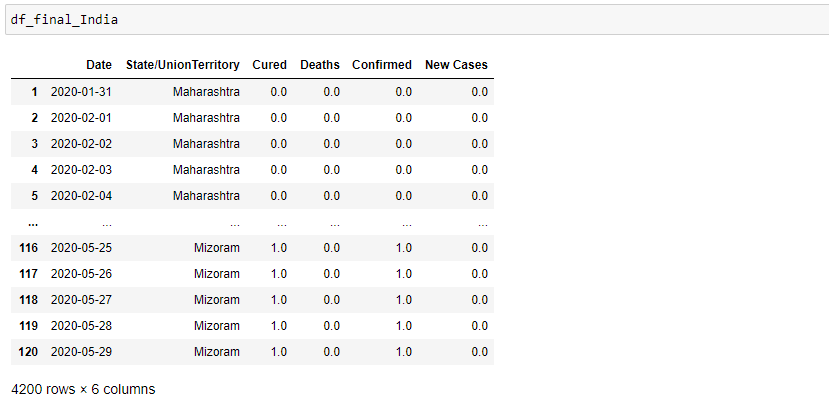 df_final_India
Date State/UnionTerritory Cured Deaths Confirmed New Cases
1 2020-01-31 Maharashtra 0.0 0.0 0.0 0.0
2 2020-02-01 Maharashtra 0.0 0.0 0.0 0.0
3 2020-02-02 Maharashtra 0.0 0.0 0.0 0.0
4 2020-02-03 Maharashtra 0.0 0.0 0.0 0.0
5 2020-02-04 Maharashtra 0.0 0.0 0.0 0.0
... ... ... ... ... ... ...
116 2020-05-25 Mizoram 1.0 0.0 1.0 0.0
117 2020-05-26 Mizoram 1.0 0.0 1.0 0.0
118 2020-05-27 Mizoram 1.0 0.0 1.0 0.0
119 2020-05-28 Mizoram 1.0 0.0 1.0 0.0
120 2020-05-29 Mizoram 1.0 0.0 1.0 0.0
4200 rows × 6 columns